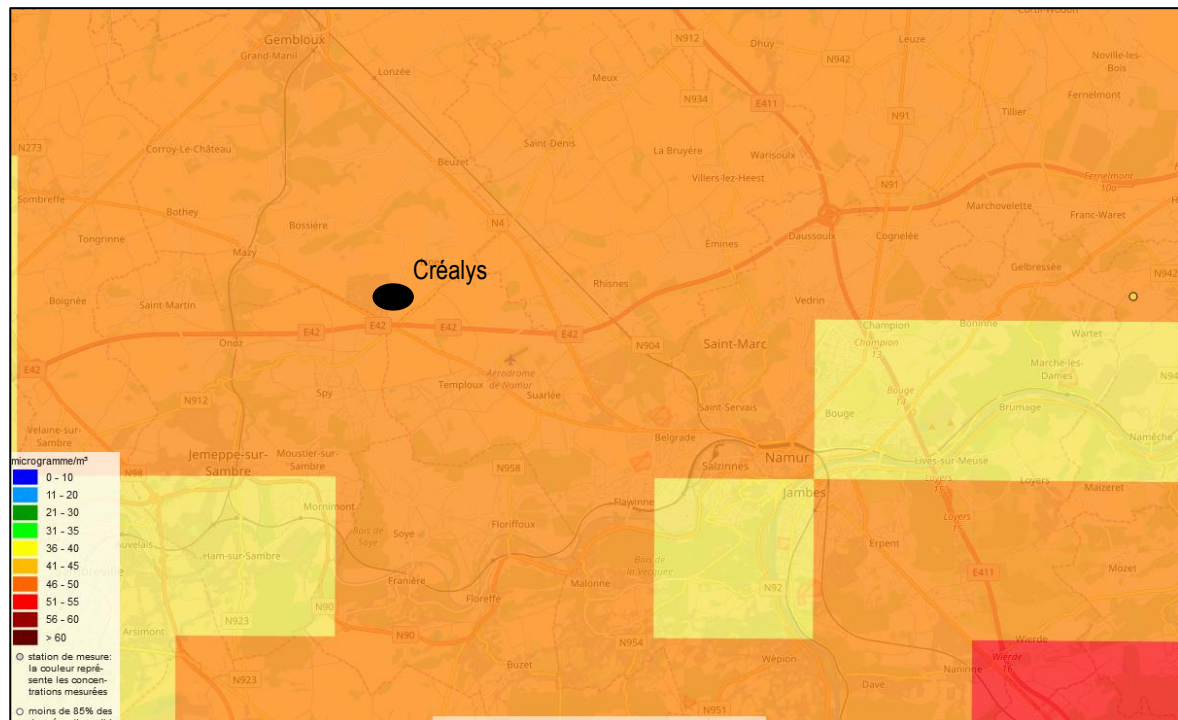 Gembloux
Grand-Manil
Lonzée
N912
Dhuy
Leuze
N942
Noville-les-
Bois
Fernelmont
Meux
N934
E411
Tillier
N91
N273
Corroy-Le-Château
Saint-Denis
La Bruyère
Warisoulx
Beuzet
Villers-lez-Heest
Fernelmont
10a
Sombreffe
Bothey
N91
Marchovelette
Franc-Waret
Tongrinne
Bossière
N4
Mazy
Émines
Daussoulx
Cognelée
Gelbressée
N942
Créalys
Rhisnes
Boignée
Saint-Martin
Vedrin
E42
E42
E42
E42
Onoz
N904
Saint-Marc
Champion
Champion
13
Boninne
Wartet
E42
Aérodrome
de Namur
Marche-les-
Dames
Temploux
Suarlée
Spy
N912
Saint-Servais
Bouge
Bouge
14
Brumage
Velaine-sur-
Sambre
Belgrade
Namêche
Jemeppe-sur-
Sambre
Moustier-sur-
Sambre
N958
Salzinnes
Namur
Lives-sur-Meuse
N98
Loyers
15
Loyers
Maizeret
Mornimont
Flawinne
Jambes
Bois de
Soye
Soye
Floriffoux
Loyers
15
Ham-sur-Sambre
Bois de
la Vecquée
Erpent
Franière
Malonne
N92
E411
Mozet
Floreffe
N923
N90
N90
N954
Arsimont
Wépion
Wierde
Wierde
16
Buzet
Naninne
N923
Dave
N951
microgramme/m³
0 - 10
11 - 20
21 - 30
31 - 35
36 - 40
41 - 45
46 - 50
51 - 55
56 - 60
> 60
station de mesure:
la couleur repré-
sente les concen-
trations mesurées
moins de 85% des